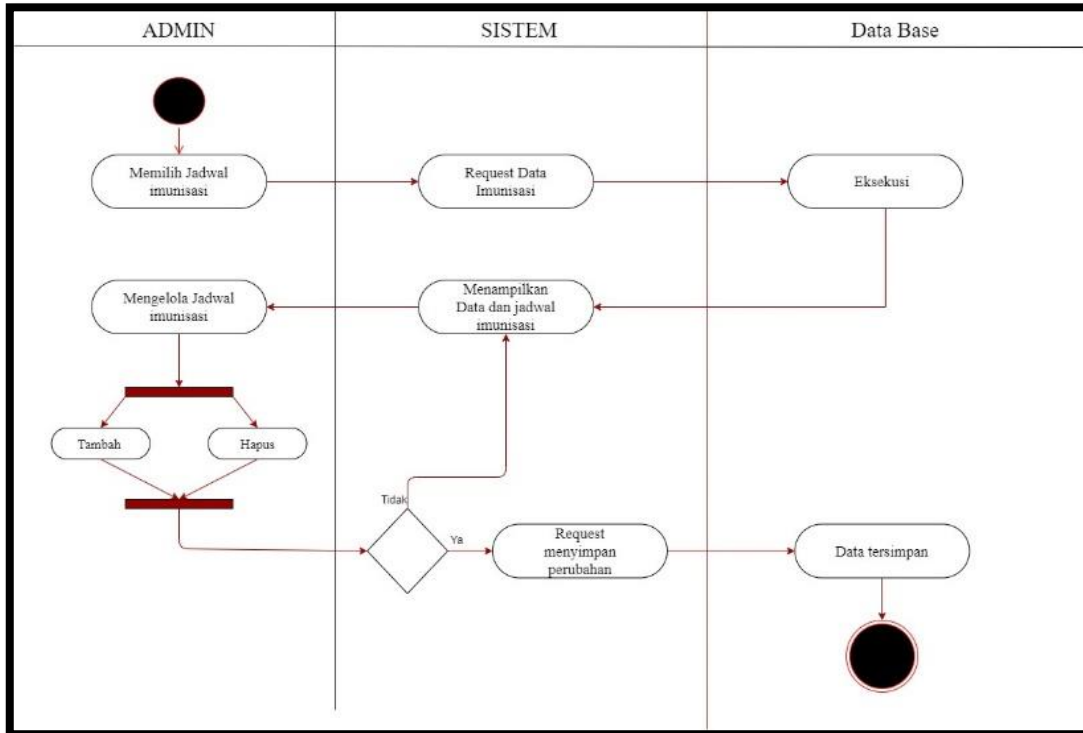 ADMIN
SISTEM
Data Base
Memilih Jadwal
imunisasi
Request Data
Imunisasi
Eksekusi
Mengelola Jadwal
imunisasi
Menampilkan
Data dan jadwal
imunisasi
Tambah
Hapus
Tidak
Ya
Request
menyimpan
perubahan
Data tersimpan